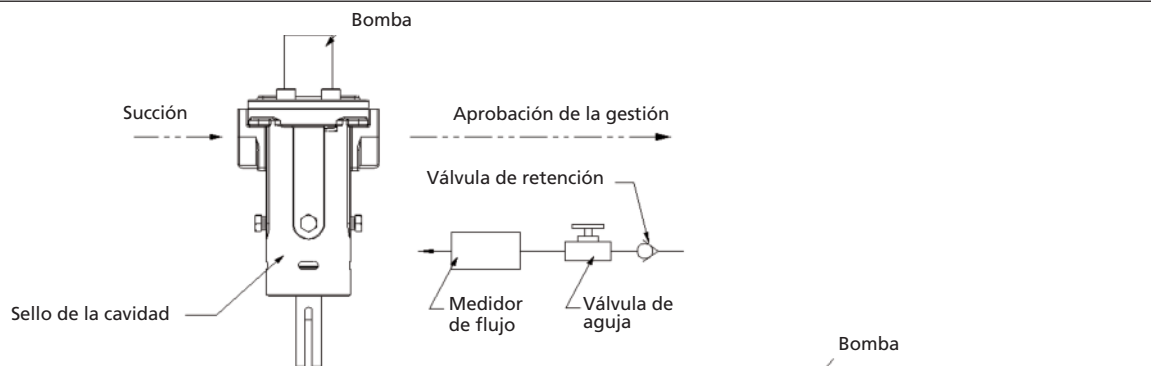 Bomba
Succión
Aprobación de la gestión
Válvula de retención
Medidor
de flujo
Válvula de
aguja
Sello de la cavidad
Bomba